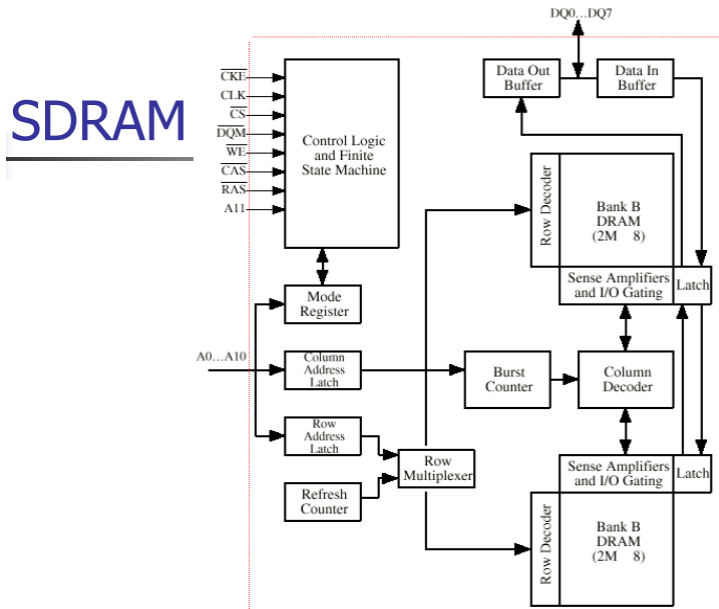 DQ0...DQ7
SDRAM
CKE
CLK
CS
DQM
WE
CAS
RAS
A11
Control Logic
and Finite
State Machine
Data Out
Buffer
Data In
Buffer
Row Decoder
Bank B
DRAM
(2M 8)
Sense Amplifiers
and I/O Gating
Latch
Mode
Register
A0...A10
Column
Address
Latch
Burst
Counter
Column
Decoder
Row
Address
Latch
Row
Multiplexer
Refresh
Counter
Sense Amplifiers
and I/O Gating
Latch
Row Decoder
Bank B
DRAM
(2M 8)